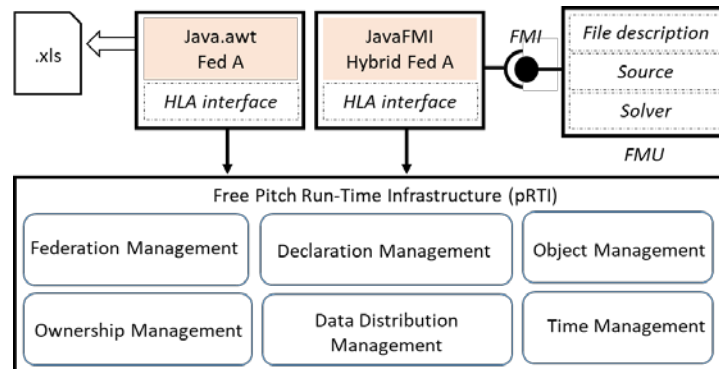 .xls
Java.awt
Fed A
HLA interface
JavaFMI
Hybrid Fed A
HLA interface
FMI
File description
Source
Solver
FMU
Free Pitch Run-Time Infrastructure (pRTI)
Federation Management
Declaration Management
Object Management
Ownership Management
Data Distribution
Management
Time Management